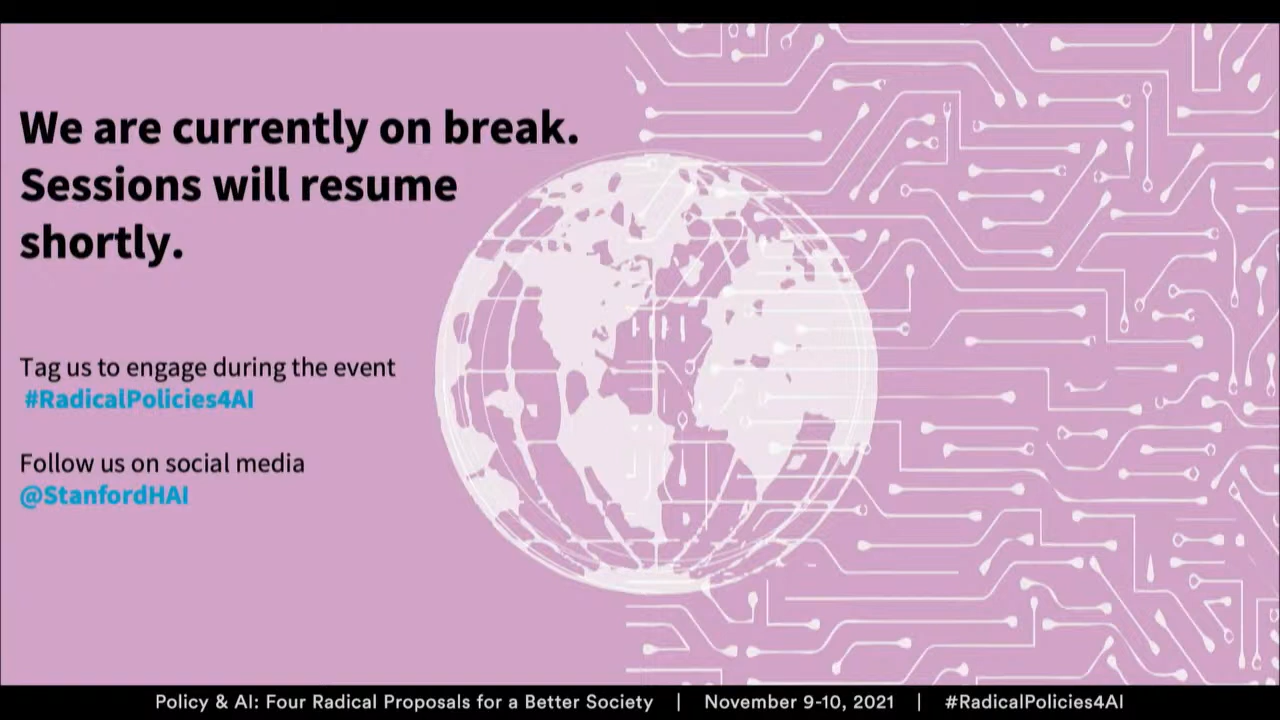 We are currently on break.
Sessions will resume
shortly.
Tag us to engage during the event
#RadicalPolicies4AI
Follow us on social media
@StanfordHAI
Policy & AI: Four Radical Proposals for a Better Society | November 9-10, 2021 | #RadicalPolicies4AI